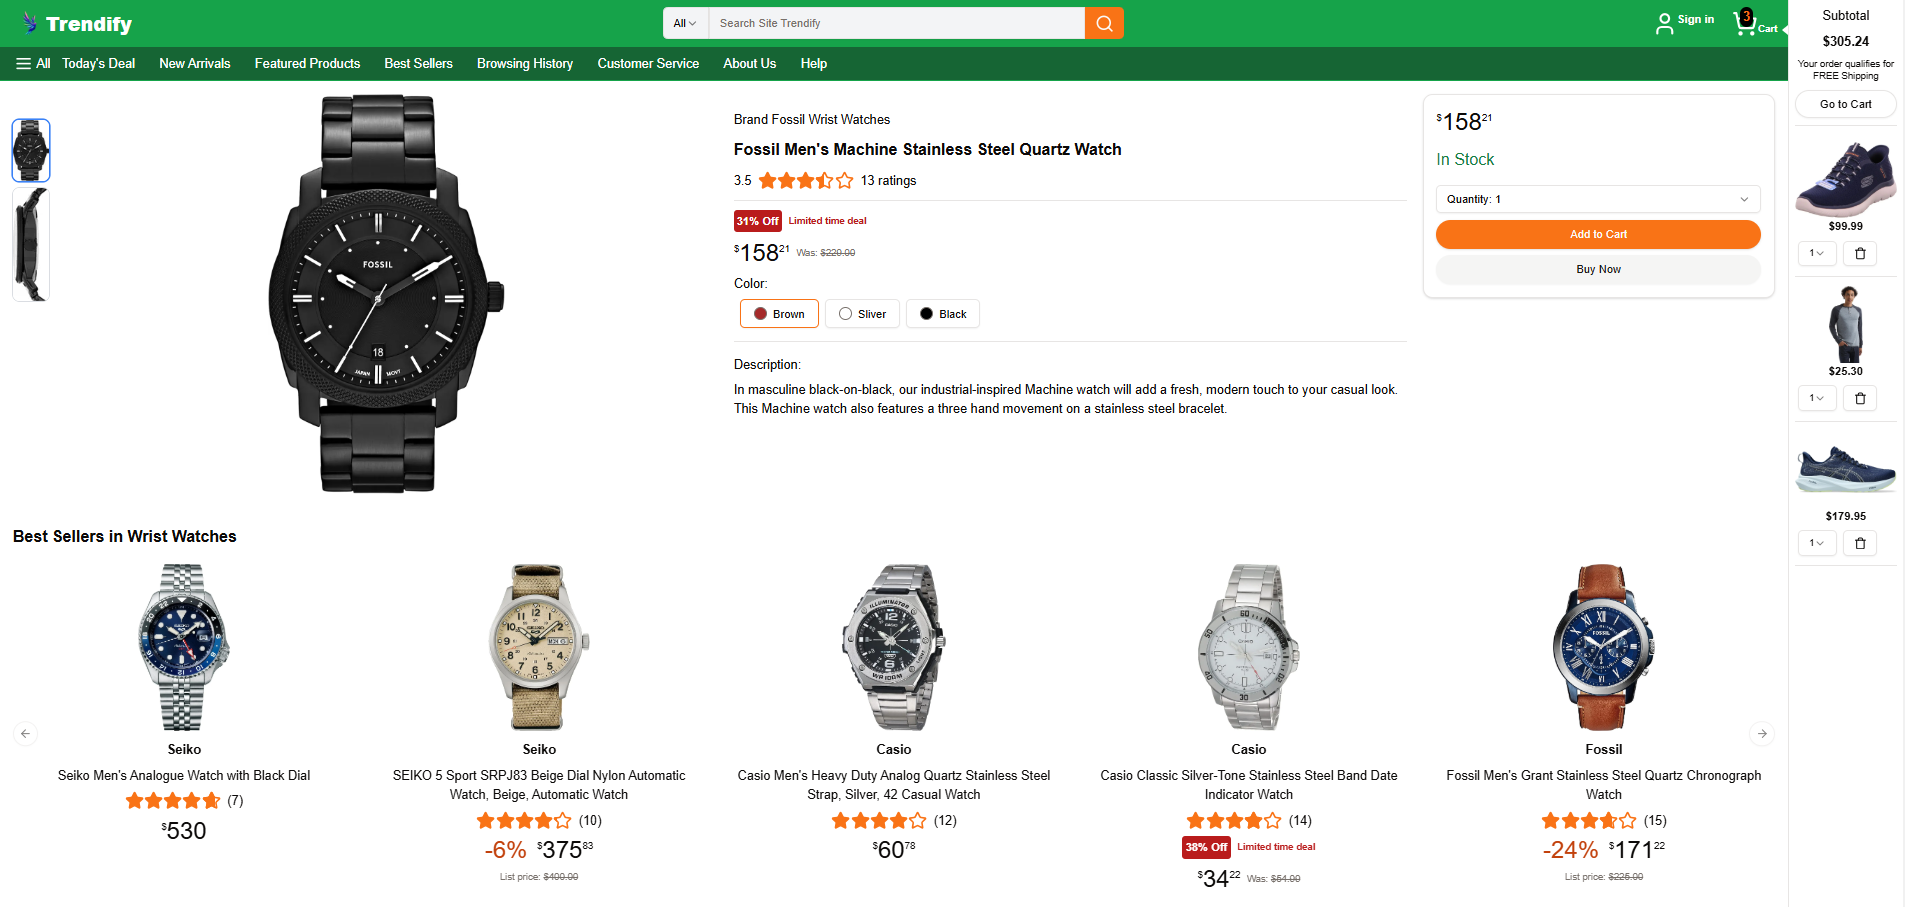 Trendify
All
Search Site Trendify
Sign in
3
Cart
All
Today's Deal
New Arrivals
Featured Products
Best Sellers
Browsing History
Customer Service
About Us
Help
Subtotal
$305.24
Your order qualifies for
FREE Shipping
Go to Cart
$99.99
1
$25.30
1
$179.95
1
FOSSIL
18
JAPAN MOVT
Brand Fossil Wrist Watches
Fossil Men's Machine Stainless Steel Quartz Watch
3.5 13 ratings
31% Off Limited time deal
$158 21 Was: $220.00
Color:
Brown
Sliver
Black
Description:
In masculine black-on-black, our industrial-inspired Machine watch will add a fresh, modern touch to your casual look.
This Machine watch also features a three hand movement on a stainless steel bracelet.
$158 21
In Stock
Quantity: 1
Add to Cart
Buy Now
Best Sellers in Wrist Watches
Seiko
Seiko Men's Analogue Watch with Black Dial
(7)
$530
Seiko
SEIKO 5 Sport SRPJ83 Beige Dial Nylon Automatic
Watch, Beige, Automatic Watch
(10)
-6% $375 83
List price: $400.00
ILLUMINATOR
CASIO
WR100M
Casio
Casio Men's Heavy Duty Analog Quartz Stainless Steel
Strap, Silver, 42 Casual Watch
(12)
$60 78
Casio
Casio Classic Silver-Tone Stainless Steel Band Date
Indicator Watch
(14)
38% Off Limited time deal
$34 22 Was: $54.90
FOSSIL
Fossil
Fossil Men's Grant Stainless Steel Quartz Chronograph
Watch
(15)
-24% $171 22
List price: $225.00